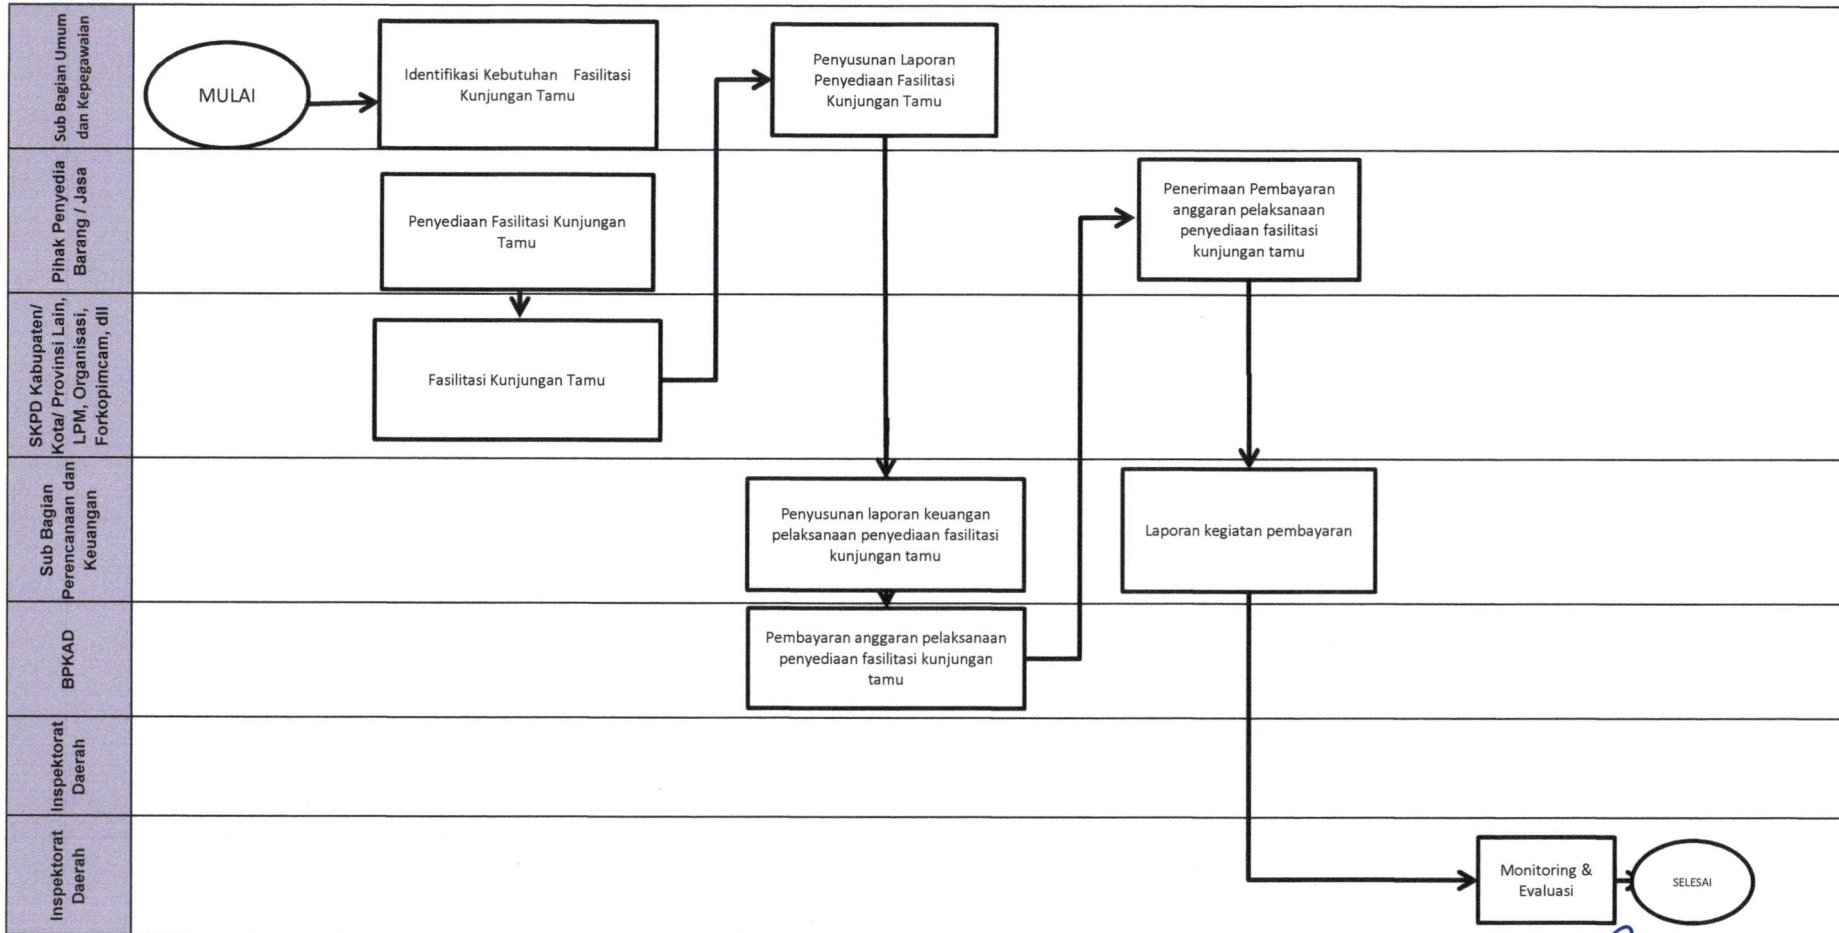 Sub Bagian Umum
dan Kepegawaian
MULAI
Identifikasi Kebutuhan Fasilitasi
Kunjungan Tamu
Penyusunan Laporan
Penyediaan Fasilitasi
Kunjungan Tamu
Pihak Penyedia
Barang / Jasa
Penyediaan Fasilitasi Kunjungan
Tamu
Penerimaan Pembayaran
anggaran pelaksanaan
penyediaan fasilitasi
kunjungan tamu
SKPD Kabupaten/
Kota/ Provinsi Lain,
LPM, Organisasi,
Forkopimcam, dll
Fasilitasi Kunjungan Tamu
Sub Bagian
Perencanaan dan
Keuangan
Penyusunan laporan keuangan
pelaksanaan penyediaan fasilitasi
kunjungan tamu
Laporan kegiatan pembayaran
BPKAD
Pembayaran anggaran pelaksanaan
penyediaan fasilitasi kunjungan
tamu
Inspektorat
Daerah
Inspektorat
Daerah
Monitoring &
Evaluasi
SELESAI